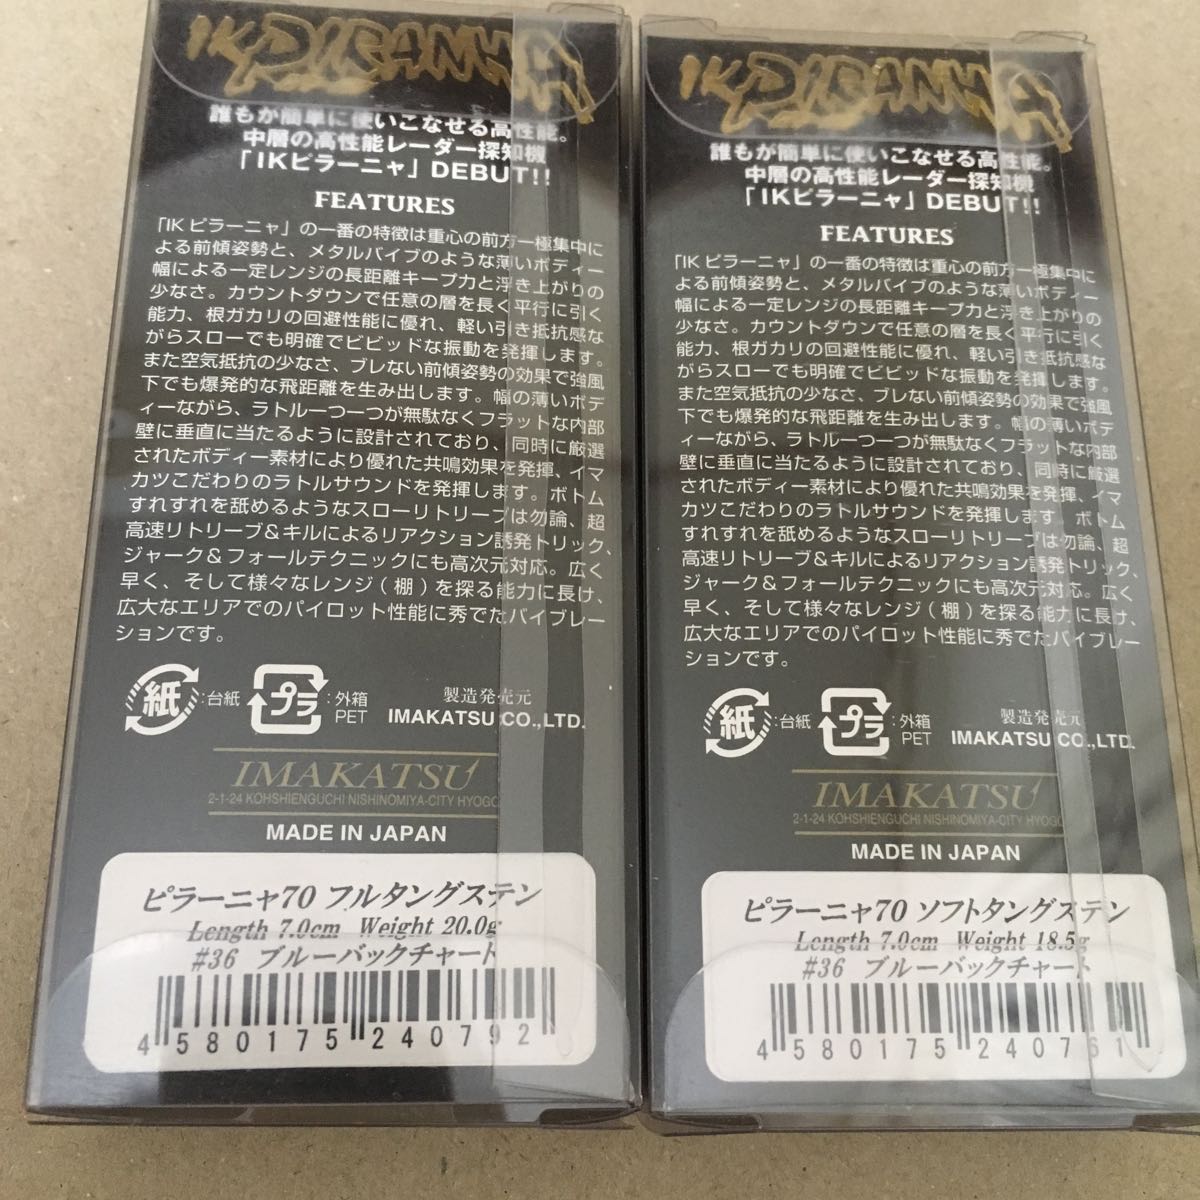 IK PIRANHA
誰もが簡単に使いこなせる高性能。
中層の高性能レーダー探知機
「IKピラーニャ」DEBUT!!
FEATURES
「IKピラーニャ」の一番の特徴は重心の前方一極集中に
よる前傾姿勢と、メタルバイブのような薄いボディー
幅による一定レンジの長距離キープ力と浮き上がりの
少なさ。カウントダウンで任意の層を長く平行に引く
能力、根ガカリの回避性能に優れ、軽い引き抵抗感な
がらスローでも明確でビビッドな振動を発揮します。
また空気抵抗の少なさ、ブレない前傾姿勢の効果で強風
下でも爆発的な飛距離を生み出します。幅の薄いボデ
ィーながら、ラトル一つ一つが無駄なくフラットな内部
壁に垂直に当たるように設計されており、同時に厳選
されたボディー素材により優れた共鳴効果を発揮、イマ
カツこだわりのラトルサウンドを発揮します。ボトム
すれすれを舐めるようなスローリトリーブは勿論、超
高速リトリーブ&キルによるリアクション誘発トリック、
ジャーク&フォールテクニックにも高次元対応。広く
早く、そして様々なレンジ(棚)を探る能力に長け、
広大なエリアでのパイロット性能に秀でたバイブレー
ションです。
紙 :台紙 プラ :外箱 PET
製造発売元
IMAKATSU CO.,LTD.
IMAKATSU
2-1-24 KOHSHIENGUCHI NISHINOMIYA-CITY HYOGO
MADE IN JAPAN
ピラーニャ70 フルタングステン
Length 7.0cm Weight 20.0g
#36 ブルーバックチャート
4 580175 240792
IK PIRANHA
誰もが簡単に使いこなせる高性能。
中層の高性能レーダー探知機
「IKピラーニャ」DEBUT!!
FEATURES
「IKピラーニャ」の一番の特徴は重心の前方一極集中に
よる前傾姿勢と、メタルバイブのような薄いボディー
幅による一定レンジの長距離キープ力と浮き上がりの
少なさ。カウントダウンで任意の層を長く平行に引く
能力、根ガカリの回避性能に優れ、軽い引き抵抗感な
がらスローでも明確でビビッドな振動を発揮します。
また空気抵抗の少なさ、ブレない前傾姿勢の効果で強風
下でも爆発的な飛距離を生み出します。幅の薄いボデ
ィーながら、ラトル一つ一つが無駄なくフラットな内部
壁に垂直に当たるように設計されており、同時に厳選
されたボディー素材により優れた共鳴効果を発揮、イマ
カツこだわりのラトルサウンドを発揮します。ボトム
すれすれを舐めるようなスローリトリーブは勿論、超
高速リトリーブ&キルによるリアクション誘発トリック、
ジャーク&フォールテクニックにも高次元対応。広く
早く、そして様々なレンジ(棚)を探る能力に長け、
広大なエリアでのパイロット性能に秀でたバイブレー
ションです。
紙 :台紙 プラ :外箱 PET
製造発売元
IMAKATSU CO.,LTD.
IMAKATSU
2-1-24 KOHSHIENGUCHI NISHINOMIYA-CITY HYOGO
MADE IN JAPAN
ピラーニャ70 ソフトタングステン
Length 7.0cm Weight 18.5g
#36 ブルーバックチャート
4 580175 240761